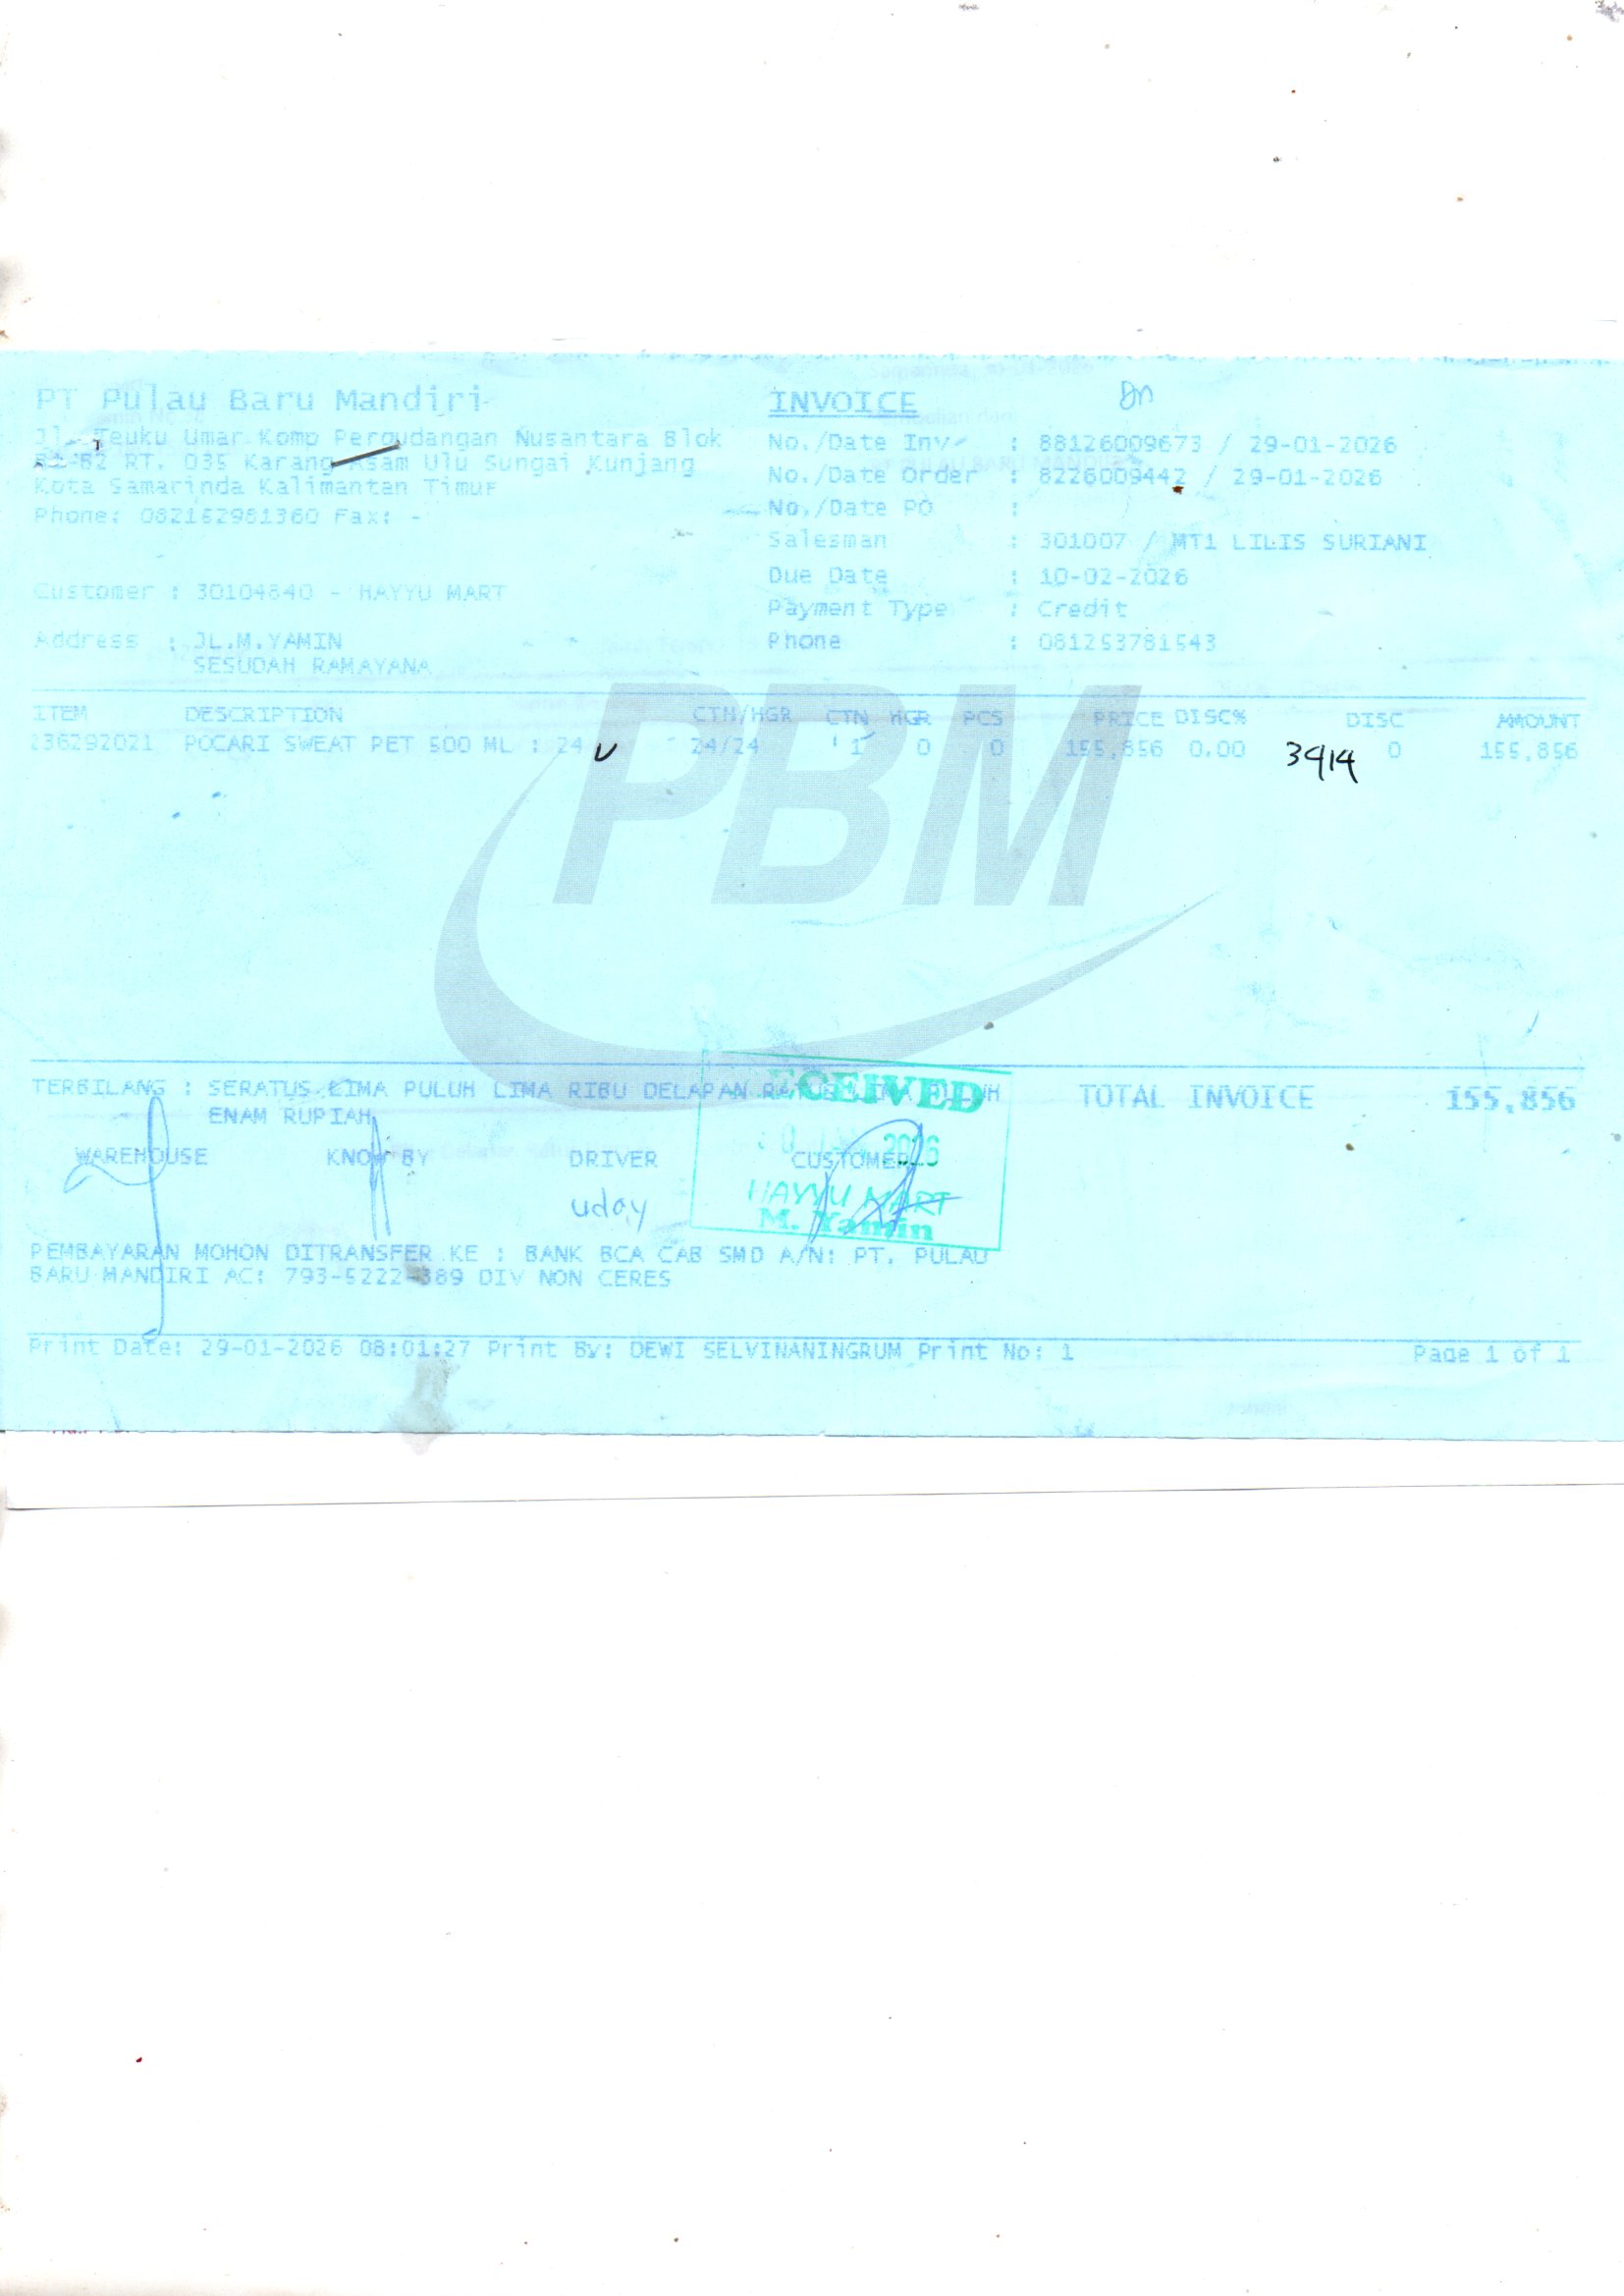 PT Pulau Baru Mandiri
Jl. Teuku Umar Komp Pergudangan Nusantara Blok
B2 RT. 035 Karang Asam Ulu Sungai Kunjang
Kota Samarinda Kalimantan Timur
Phone: 082152981360 Fax: -
Customer : 30104640 - HAYYU MART
Address : JL.M.YAMIN
SESUDAH RAMAYANA
INVOICE
No./Date Inv : 88126009673 / 29-01-2026
No./Date Order : 8226009442 / 29-01-2026
No./Date PO :
Salesman : 301007 / MT1 LILIS SURIANI
Due Date : 10-02-2026
Payment Type : Credit
Phone : 081253781543
ITEM DESCRIPTION CTN/HGR CTN HGR PCS PRICE DISC% DISC AMOUNT
236292021 POCARI SWEAT PET 500 ML : 24 24/24 1 0 0 155,856 0.00 3414 0 155,856
PBM
TERBILANG : SERATUS LIMA PULUH LIMA RIBU DELAPAN RATUS LIMA PULUH
ENAM RUPIAH
TOTAL INVOICE 155,856
WAREHOUSE KNOW BY DRIVER CUSTOMER
uday
2026
HAYYU MART
M. Yamin
PEMBAYARAN MOHON DITRANSFER KE : BANK BCA CAB SMD A/N: PT. PULAU
BARU MANDIRI AC: 793-5222-389 DIV NON CERES
Print Date: 29-01-2026 08:01:27 Print By: DEWI SELVINANINGRUM Print No: 1 Page 1 of 1